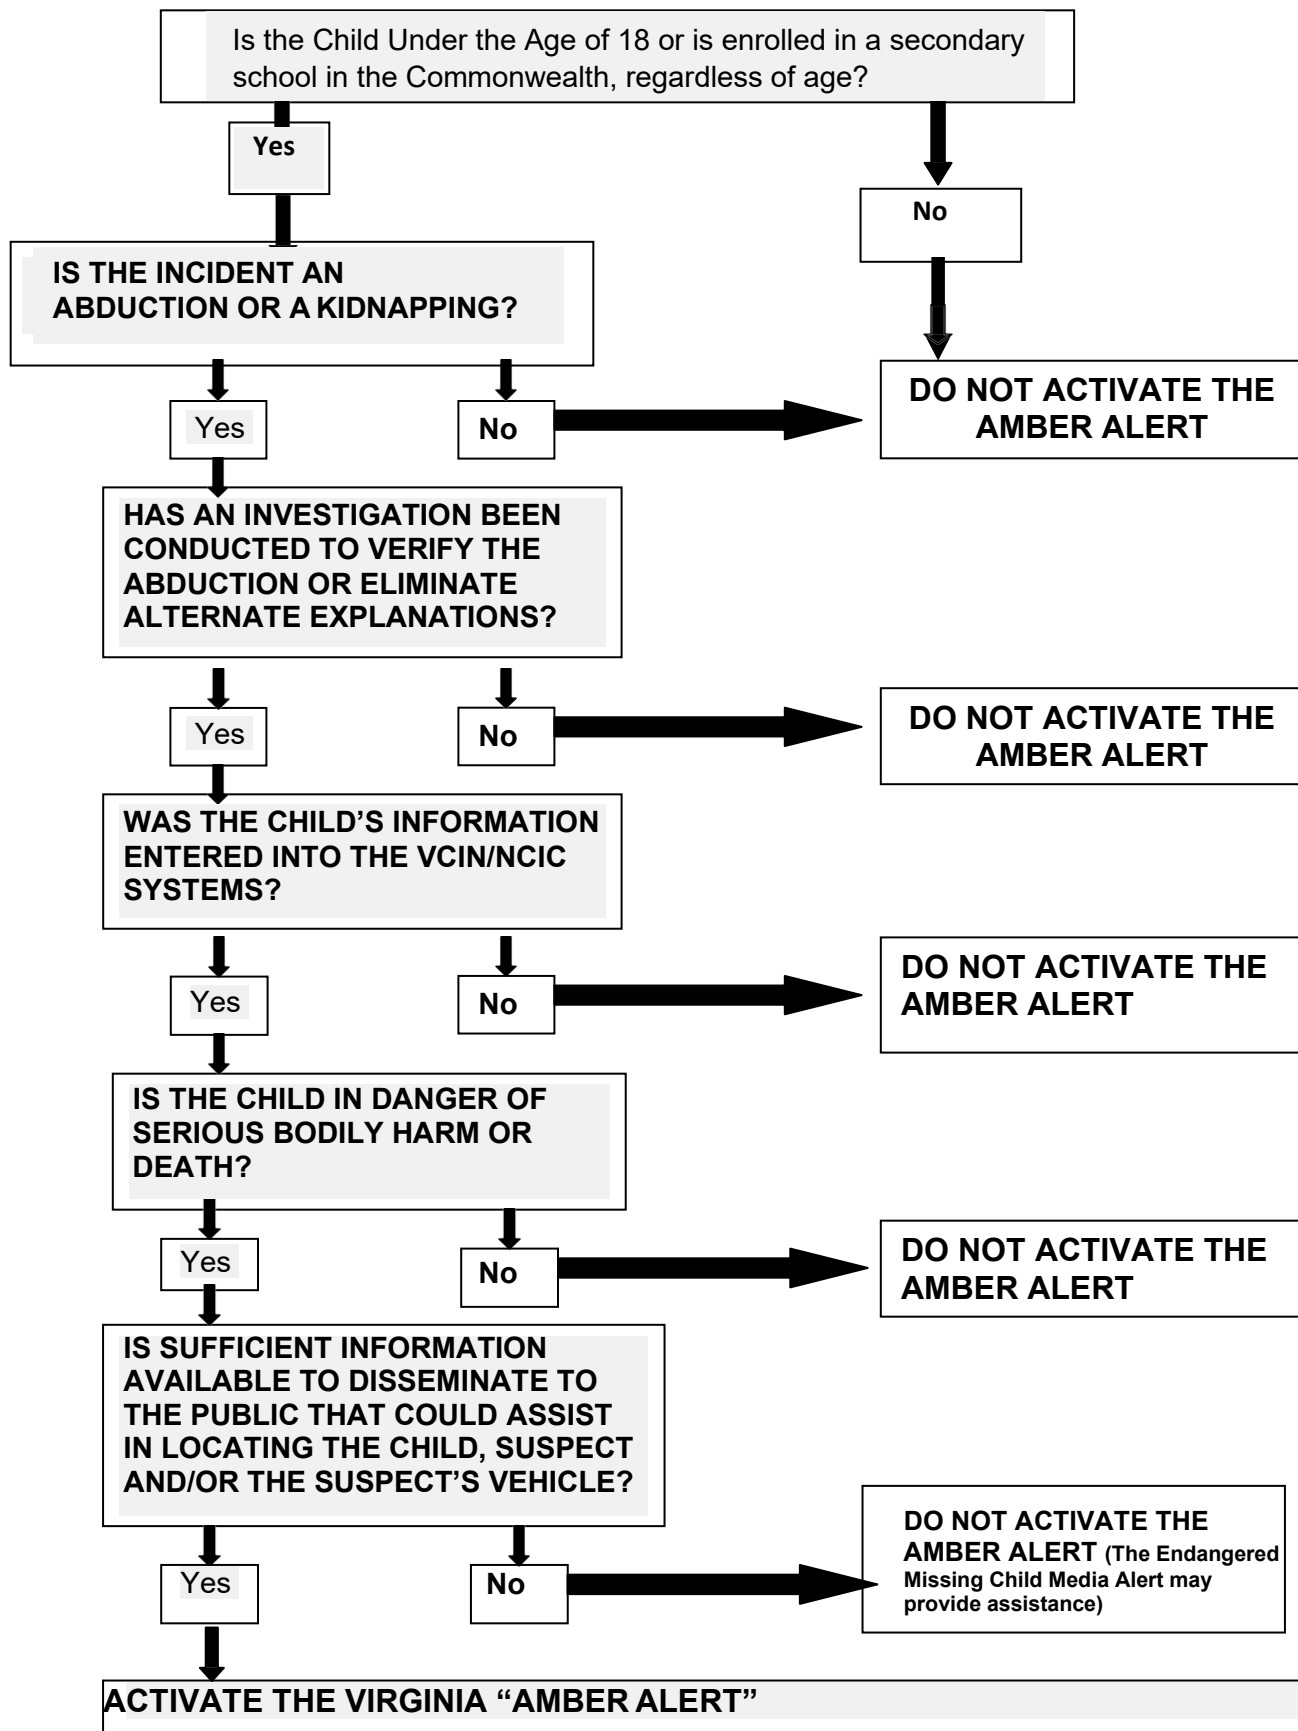 Is the Child Under the Age of 18 or is enrolled in a secondary
school in the Commonwealth, regardless of age?
Yes
No
IS THE INCIDENT AN
ABDUCTION OR A KIDNAPPING?
DO NOT ACTIVATE THE
AMBER ALERT
Yes
No
HAS AN INVESTIGATION BEEN
CONDUCTED TO VERIFY THE
ABDUCTION OR ELIMINATE
ALTERNATE EXPLANATIONS?
Yes
No
DO NOT ACTIVATE THE
AMBER ALERT
WAS THE CHILD’S INFORMATION
ENTERED INTO THE VCIN/NCIC
SYSTEMS?
Yes
No
DO NOT ACTIVATE THE
AMBER ALERT
IS THE CHILD IN DANGER OF
SERIOUS BODILY HARM OR
DEATH?
Yes
No
DO NOT ACTIVATE THE
AMBER ALERT
IS SUFFICIENT INFORMATION
AVAILABLE TO DISSEMINATE TO
THE PUBLIC THAT COULD ASSIST
IN LOCATING THE CHILD, SUSPECT
AND/OR THE SUSPECT’S VEHICLE?
Yes
No
DO NOT ACTIVATE THE
AMBER ALERT (The Endangered
Missing Child Media Alert may
provide assistance)
ACTIVATE THE VIRGINIA “AMBER ALERT”